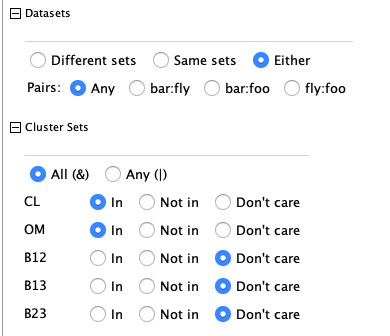 Datasets
Different sets Same sets Either
Pairs: Any bar:fly bar:foo fly:foo
Cluster Sets
All (&) Any (|)
CL In Not in Don't care
OM In Not in Don't care
B12 In Not in Don't care
B13 In Not in Don't care
B23 In Not in Don't care